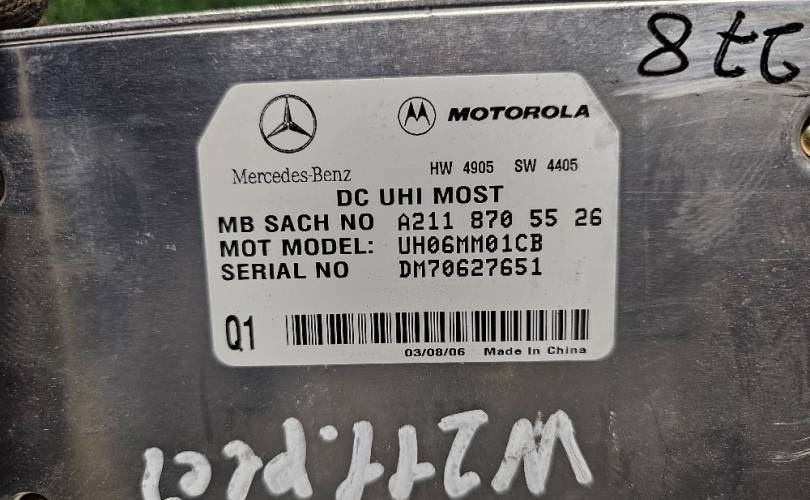 MOTOROLA
Mercedes-Benz
HW 4905 SW 4405
DC UHI MOST
MB SACH NO A211 870 55 26
MOT MODEL: UH06MM01CB
SERIAL NO DM70627651
Q1
03/08/06 Made In China